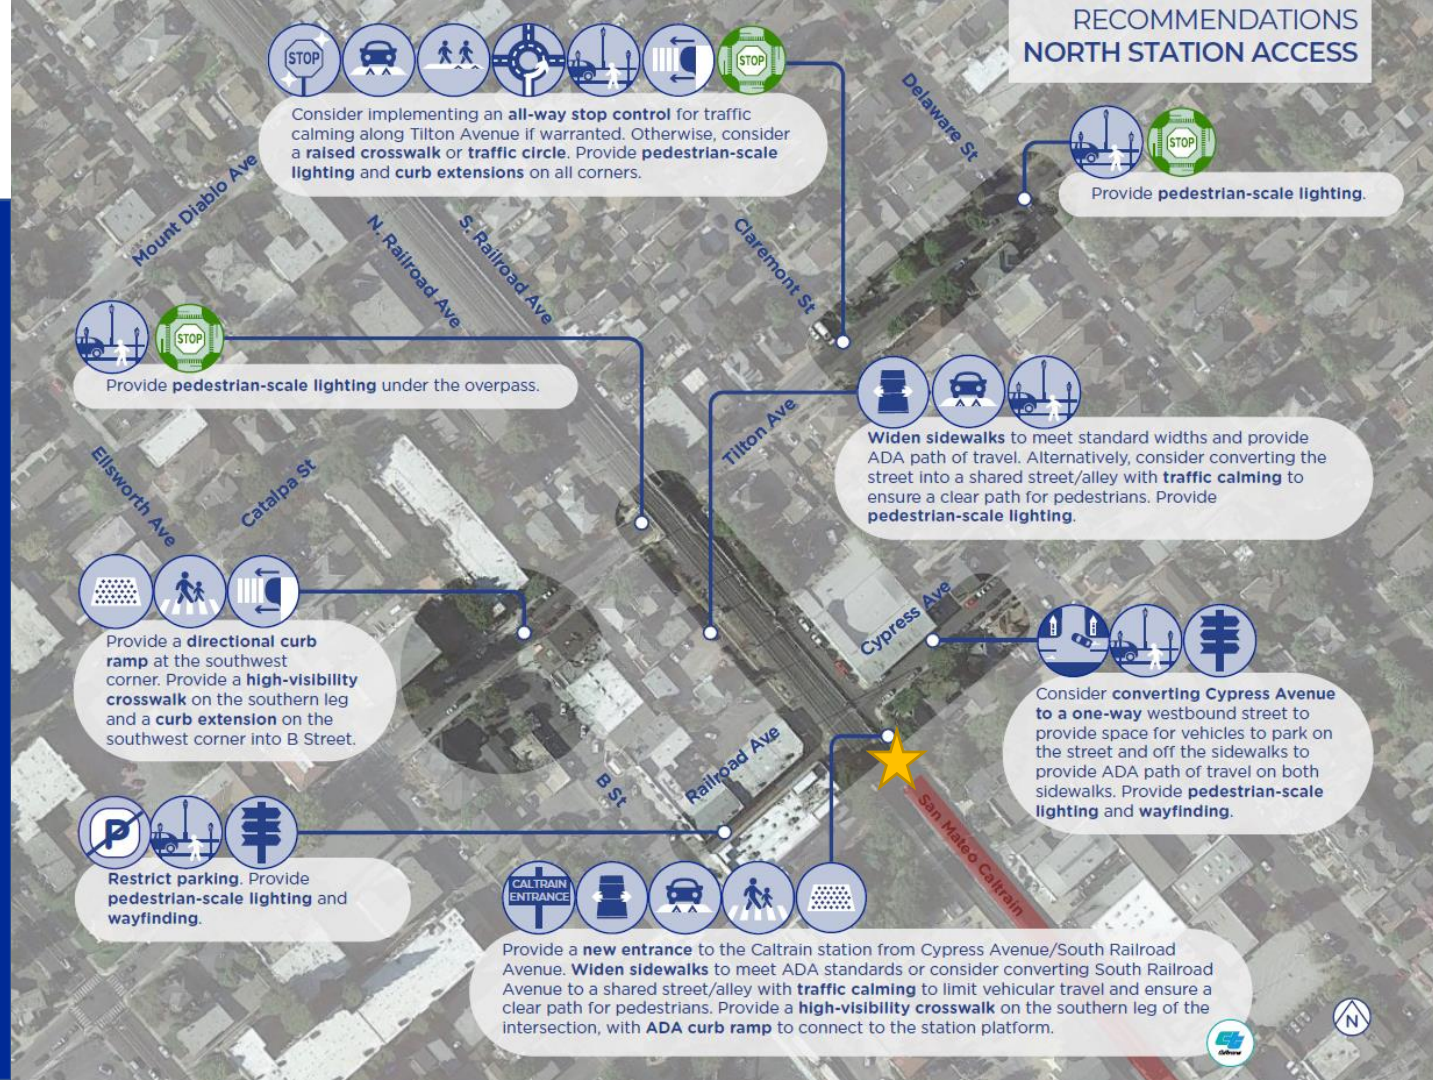 RECOMMENDATIONS
NORTH STATION ACCESS
STOP
STOP
Consider implementing an all-way stop control for traffic
calming along Tilton Avenue if warranted. Otherwise, consider
a raised crosswalk or traffic circle. Provide pedestrian-scale
lighting and curb extensions on all corners.
Delaware St
STOP
Provide pedestrian-scale lighting.
Mount Diablo Ave
N. Railroad Ave
S. Railroad Ave
Claremont St
STOP
Provide pedestrian-scale lighting under the overpass.
Tilton Ave
Widen sidewalks to meet standard widths and provide
ADA path of travel. Alternatively, consider converting the
street into a shared street/alley with traffic calming to
ensure a clear path for pedestrians. Provide
pedestrian-scale lighting.
Ellsworth Ave
Catalpa St
Provide a directional curb
ramp at the southwest
corner. Provide a high-visibility
crosswalk on the southern leg
and a curb extension on the
southwest corner into B Street.
Cypress Ave
Consider converting Cypress Avenue
to a one-way westbound street to
provide space for vehicles to park on
the street and off the sidewalks to
provide ADA path of travel on both
sidewalks. Provide pedestrian-scale
lighting and wayfinding.
B St
Railroad Ave
San Mateo Caltrain
P
Restrict parking. Provide
pedestrian-scale lighting and
wayfinding.
CALTRAIN
ENTRANCE
Provide a new entrance to the Caltrain station from Cypress Avenue/South Railroad
Avenue. Widen sidewalks to meet ADA standards or consider converting South Railroad
Avenue to a shared street/alley with traffic calming to limit vehicular travel and ensure a
clear path for pedestrians. Provide a high-visibility crosswalk on the southern leg of the
intersection, with ADA curb ramp to connect to the station platform.
Caltrans
N